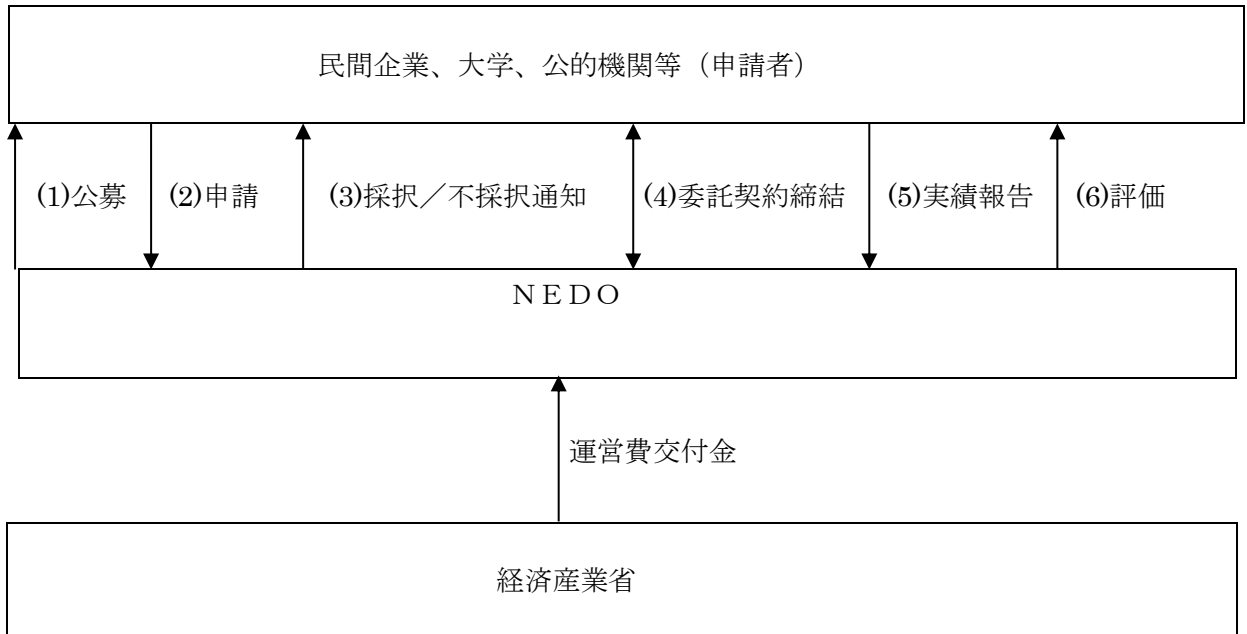 民間企業、大学、公的機関等（申請者）
(1)公募 (2)申請 (3)採択／不採択通知 (4)委託契約締結 (5)実績報告 (6)評価
ＮＥＤＯ
運営費交付金
経済産業省